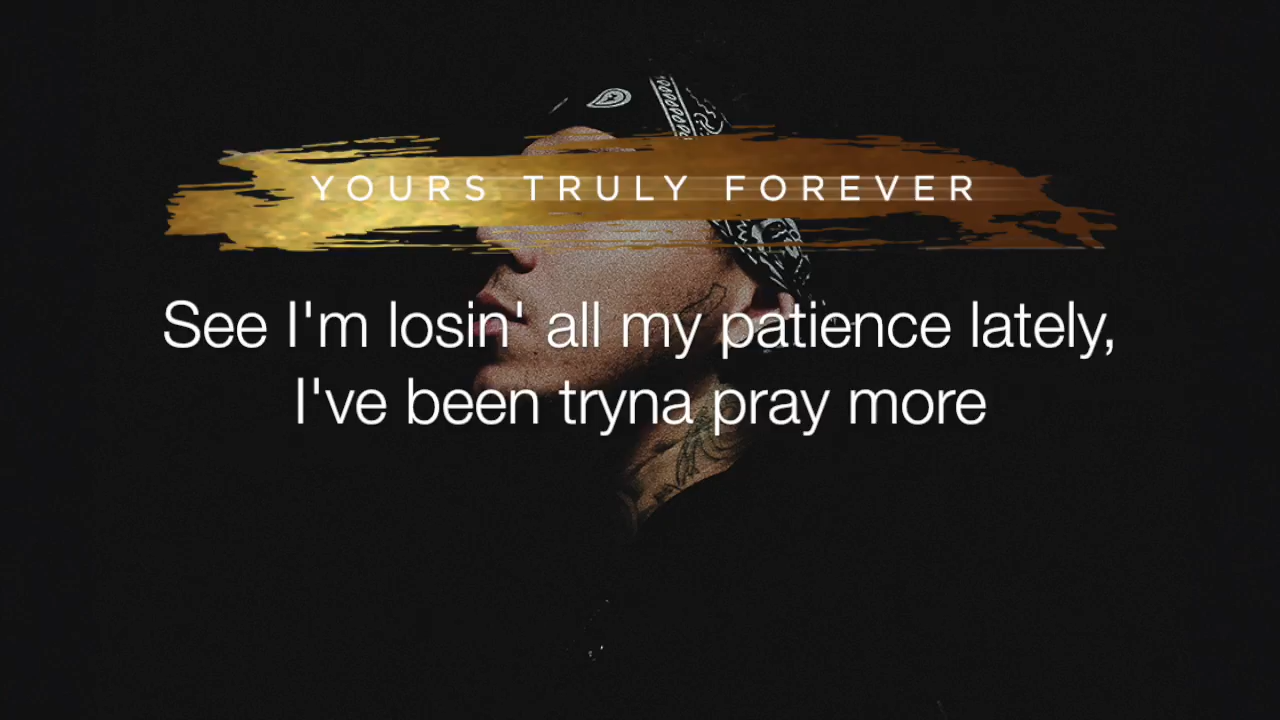 YOURS TRULY FOREVER
See I'm losin' all my patience lately,
I've been tryna pray more